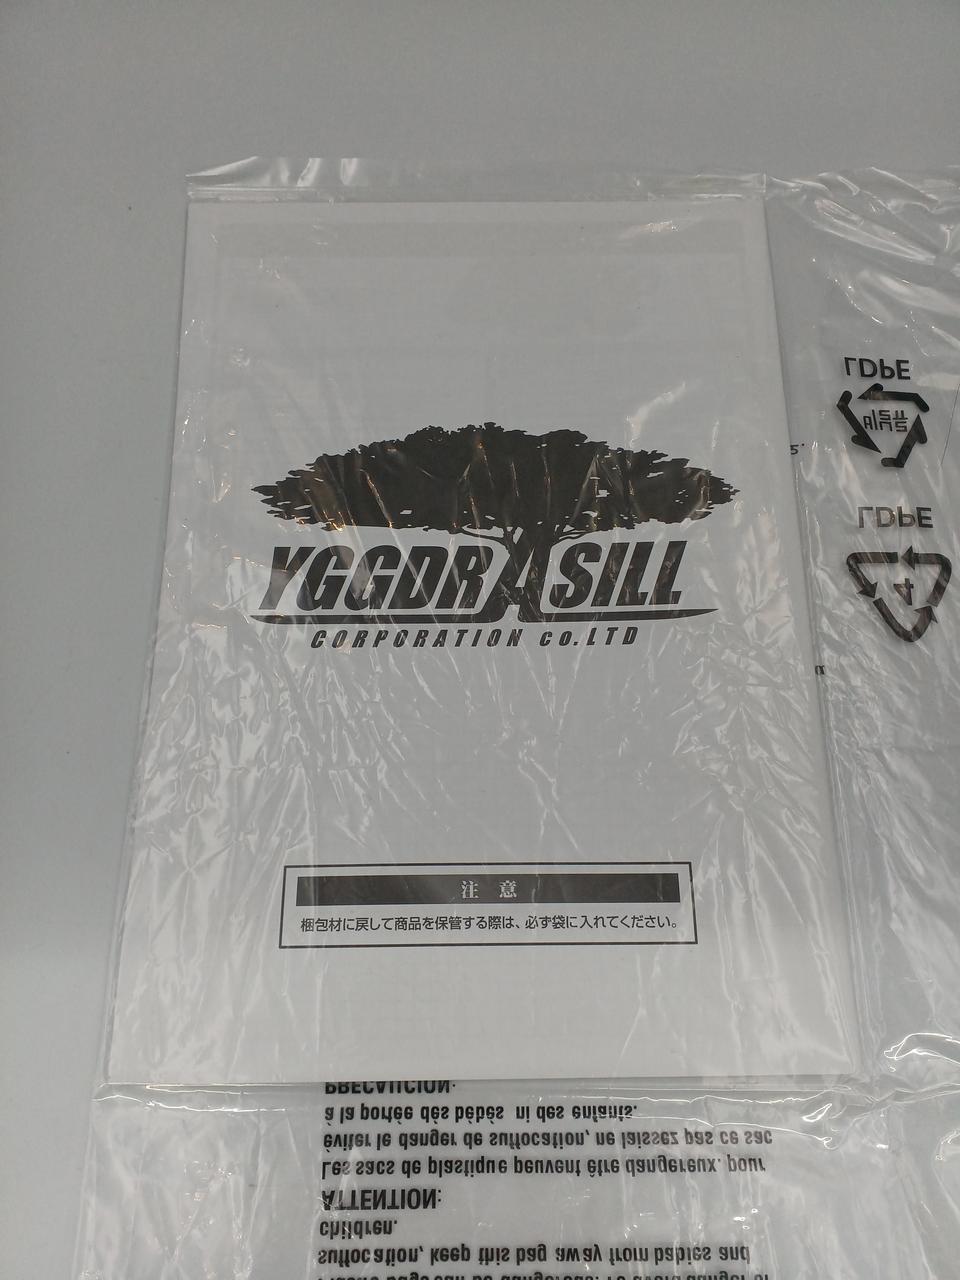 YGGDRASILL
CORPORATION Co.LTD
注 意
梱包材に戻して商品を保管する際は、必ず袋に入れてください。
LDPE
4
LDPE
suffocation, keep this bag away from babies and
children.
ATTENTION:
Les sacs de plastique peuvent être dangereux. pour
éviter le danger de suffocation, ne laissez pas ce sac
à la portée des bébés ni des enfants.
PRECAUCION: